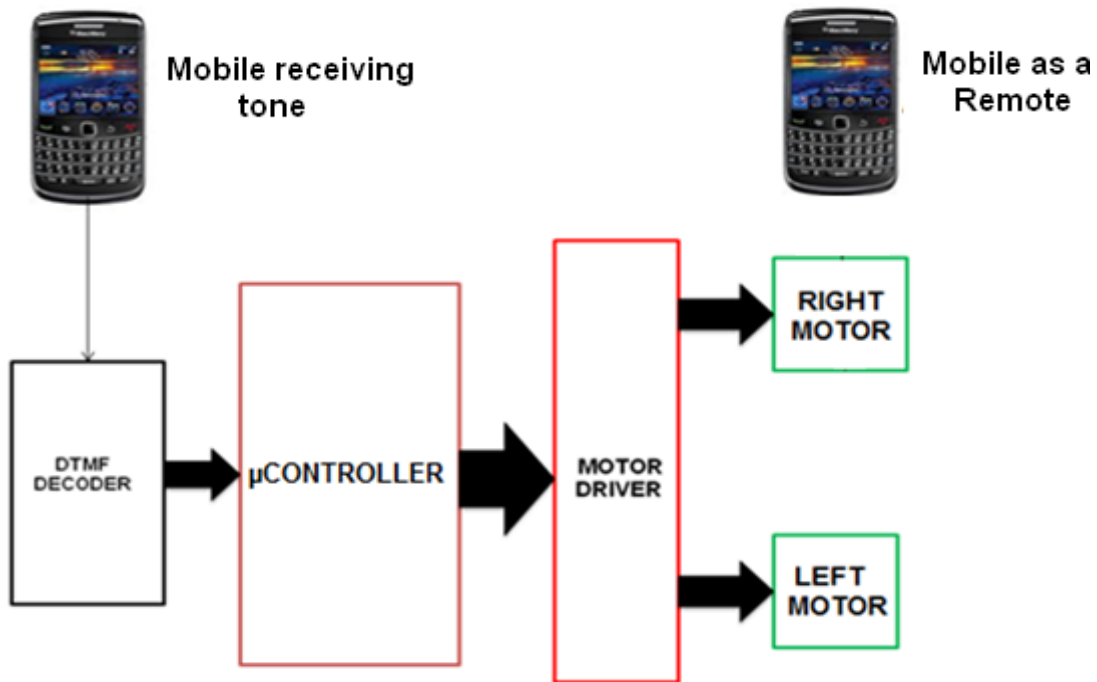 Mobile receiving
tone
Mobile as a
Remote
DTMF
DECODER
µCONTROLLER
MOTOR
DRIVER
RIGHT
MOTOR
LEFT
MOTOR